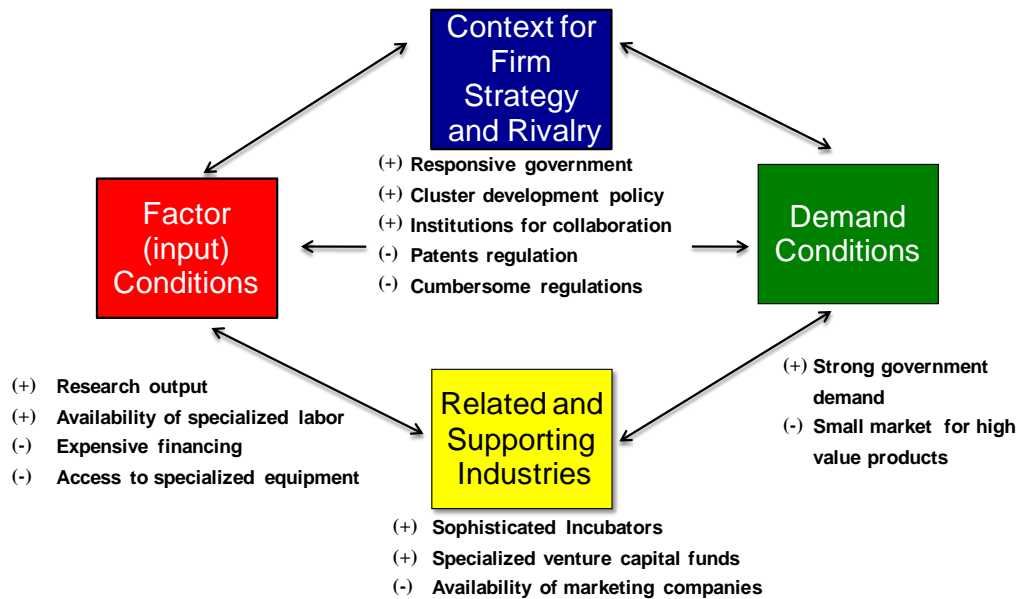 Context for
Firm
Strategy
and Rivalry
(+) Responsive government
(+) Cluster development policy
(+) Institutions for collaboration
(-) Patents regulation
(-) Cumbersome regulations
Factor
(input)
Conditions
Demand
Conditions
(+) Research output
(+) Availability of specialized labor
(-) Expensive financing
(-) Access to specialized equipment
Related and
Supporting
Industries
(+) Strong government
demand
(-) Small market for high
value products
(+) Sophisticated Incubators
(+) Specialized venture capital funds
(-) Availability of marketing companies